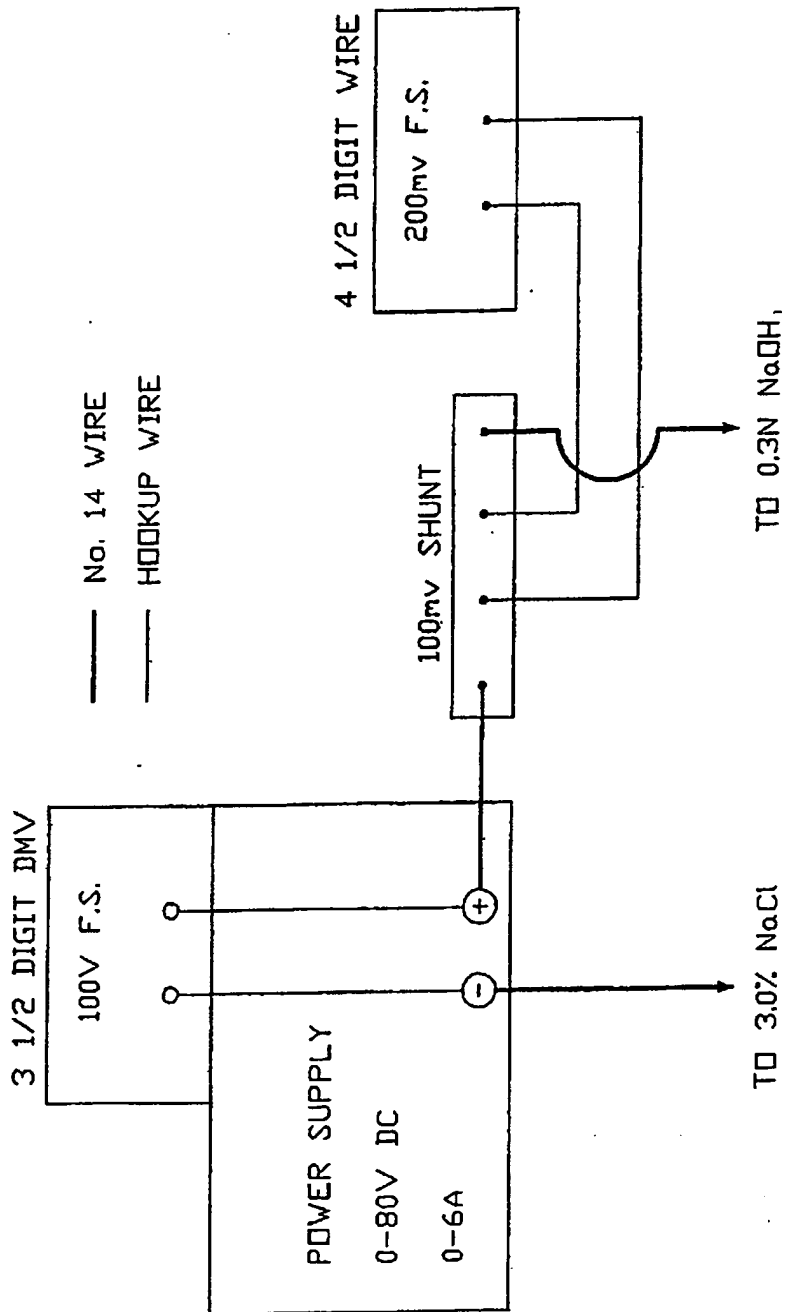 3 1/2 DIGIT DMV
100V F.S.
POWER SUPPLY
0-80V DC
0-6A
+
-
TO 3.0% NaCl
No. 14 WIRE
HOOKUP WIRE
100mv SHUNT
4 1/2 DIGIT WIRE
200mv F.S.
TO 0.3N NaOH,